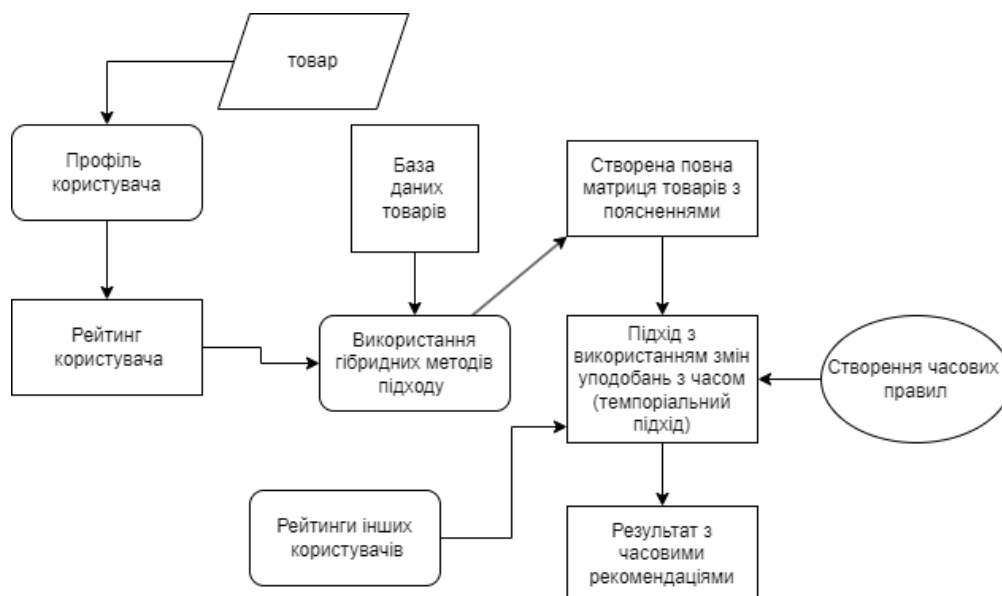 товар
Профіль
користувача
База
даних
товарів
Створена повна
матриця товарів з
поясненнями
Рейтинг
користувача
Використання
гібридних методів
підходу
Підхід з
використанням змін
уподобань з часом
(темпоріальний
підхід)
Створення часових
правил
Рейтинги інших
користувачів
Результат з
часовими
рекомендаціями